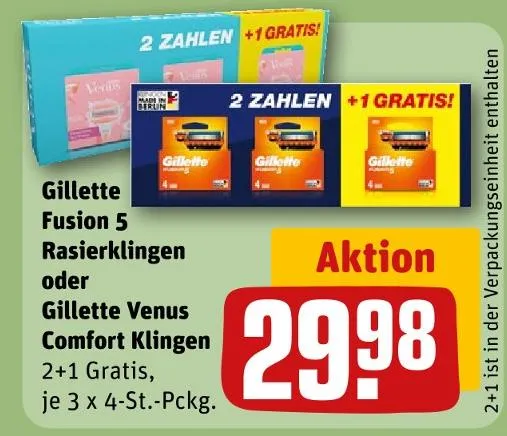 2 ZAHLEN +1 GRATIS!
Venus
Venus
KLINGEN
MADE IN
BERLIN
2 ZAHLEN +1 GRATIS!
Gillette Gillette Gillette
4 4 4
Gillette
Fusion 5
Rasierklingen
oder
Gillette Venus
Comfort Klingen
2+1 Gratis,
je 3 x 4-St.-Pckg.
Aktion
29.98
2+1 ist in der Verpackungseinheit enthalten